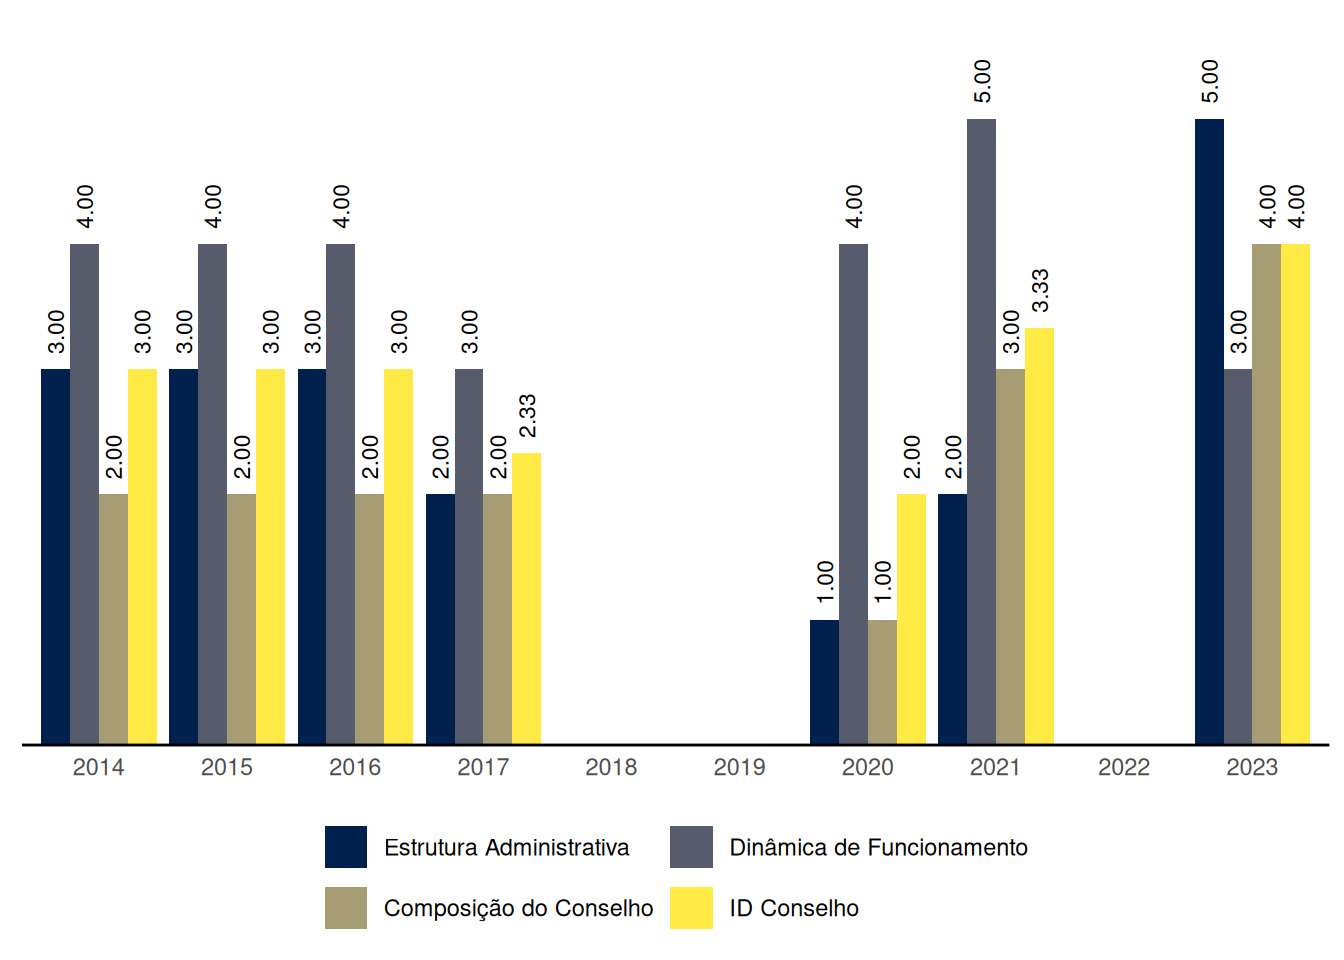 5.00 5.00
4.00 4.00 4.00 4.00 4.00 4.00
3.33
3.00 3.00 3.00 3.00 3.00 3.00 3.00 3.00 3.00
2.33
2.00 2.00 2.00 2.00 2.00 2.00 2.00
1.00 1.00
2014 2015 2016 2017 2018 2019 2020 2021 2022 2023
Estrutura Administrativa Dinâmica de Funcionamento
Composição do Conselho ID Conselho